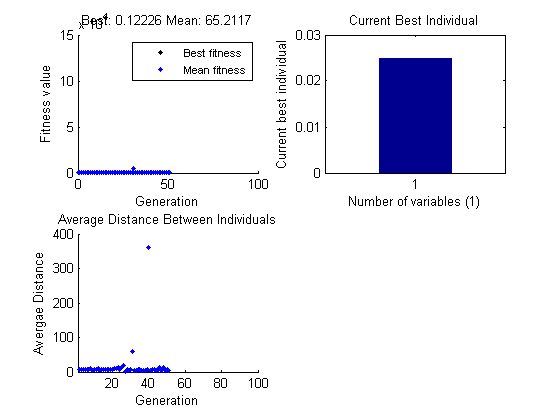 Best: 0.12226 Mean: 65.2117
x 10
15
10
5
0
Fitness value
Best fitness
Mean fitness
0 50 100
Generation
Current Best Individual
0.03
0.02
0.01
0
Current best individual
1
Number of variables (1)
Average Distance Between Individuals
400
300
200
100
0
Avergae Distance
20 40 60 80 100
Generation